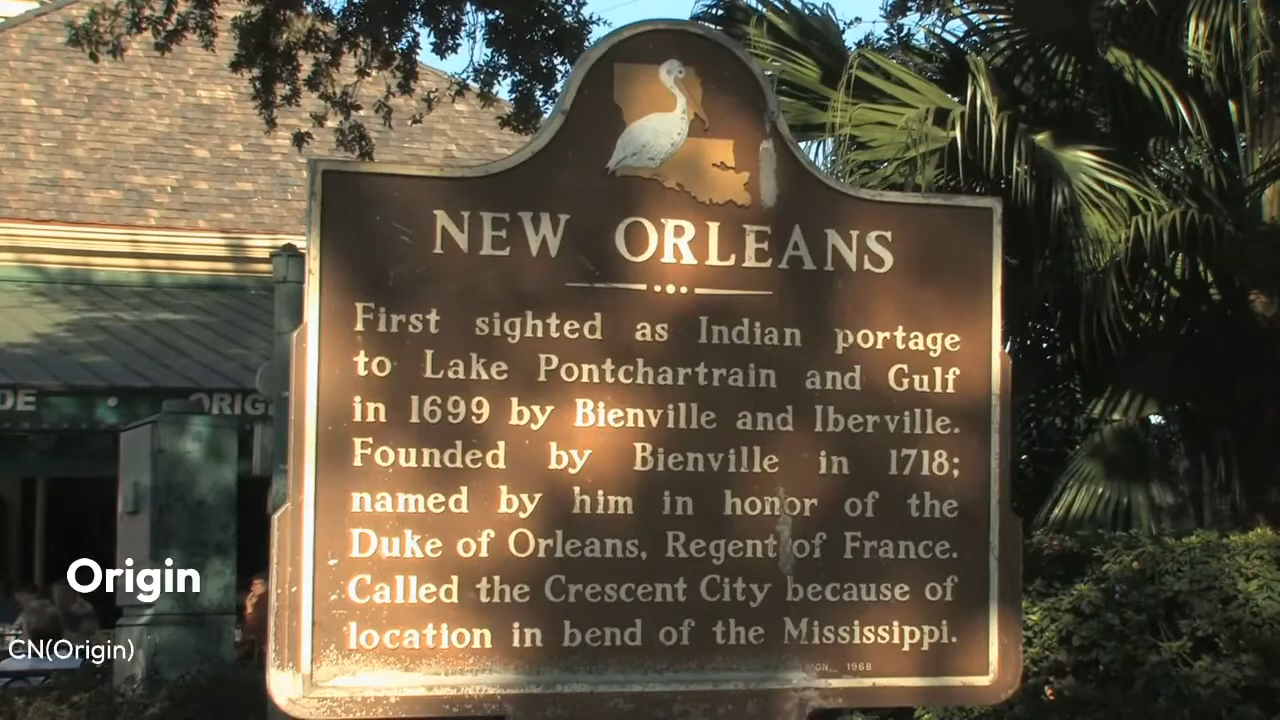 NEW ORLEANS
First sighted as Indian portage
to Lake Pontchartrain and Gulf
in 1699 by Bienville and Iberville.
Founded by Bienville in 1718;
named by him in honor of the
Duke of Orleans, Regent of France.
Called the Crescent City because of
location in bend of the Mississippi.
1968
DE • ORIG
Origin
CN(Origin)